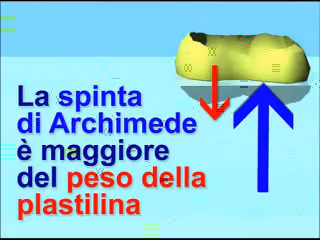 La spinta
di Archimede
è maggiore
del peso della
plastilina